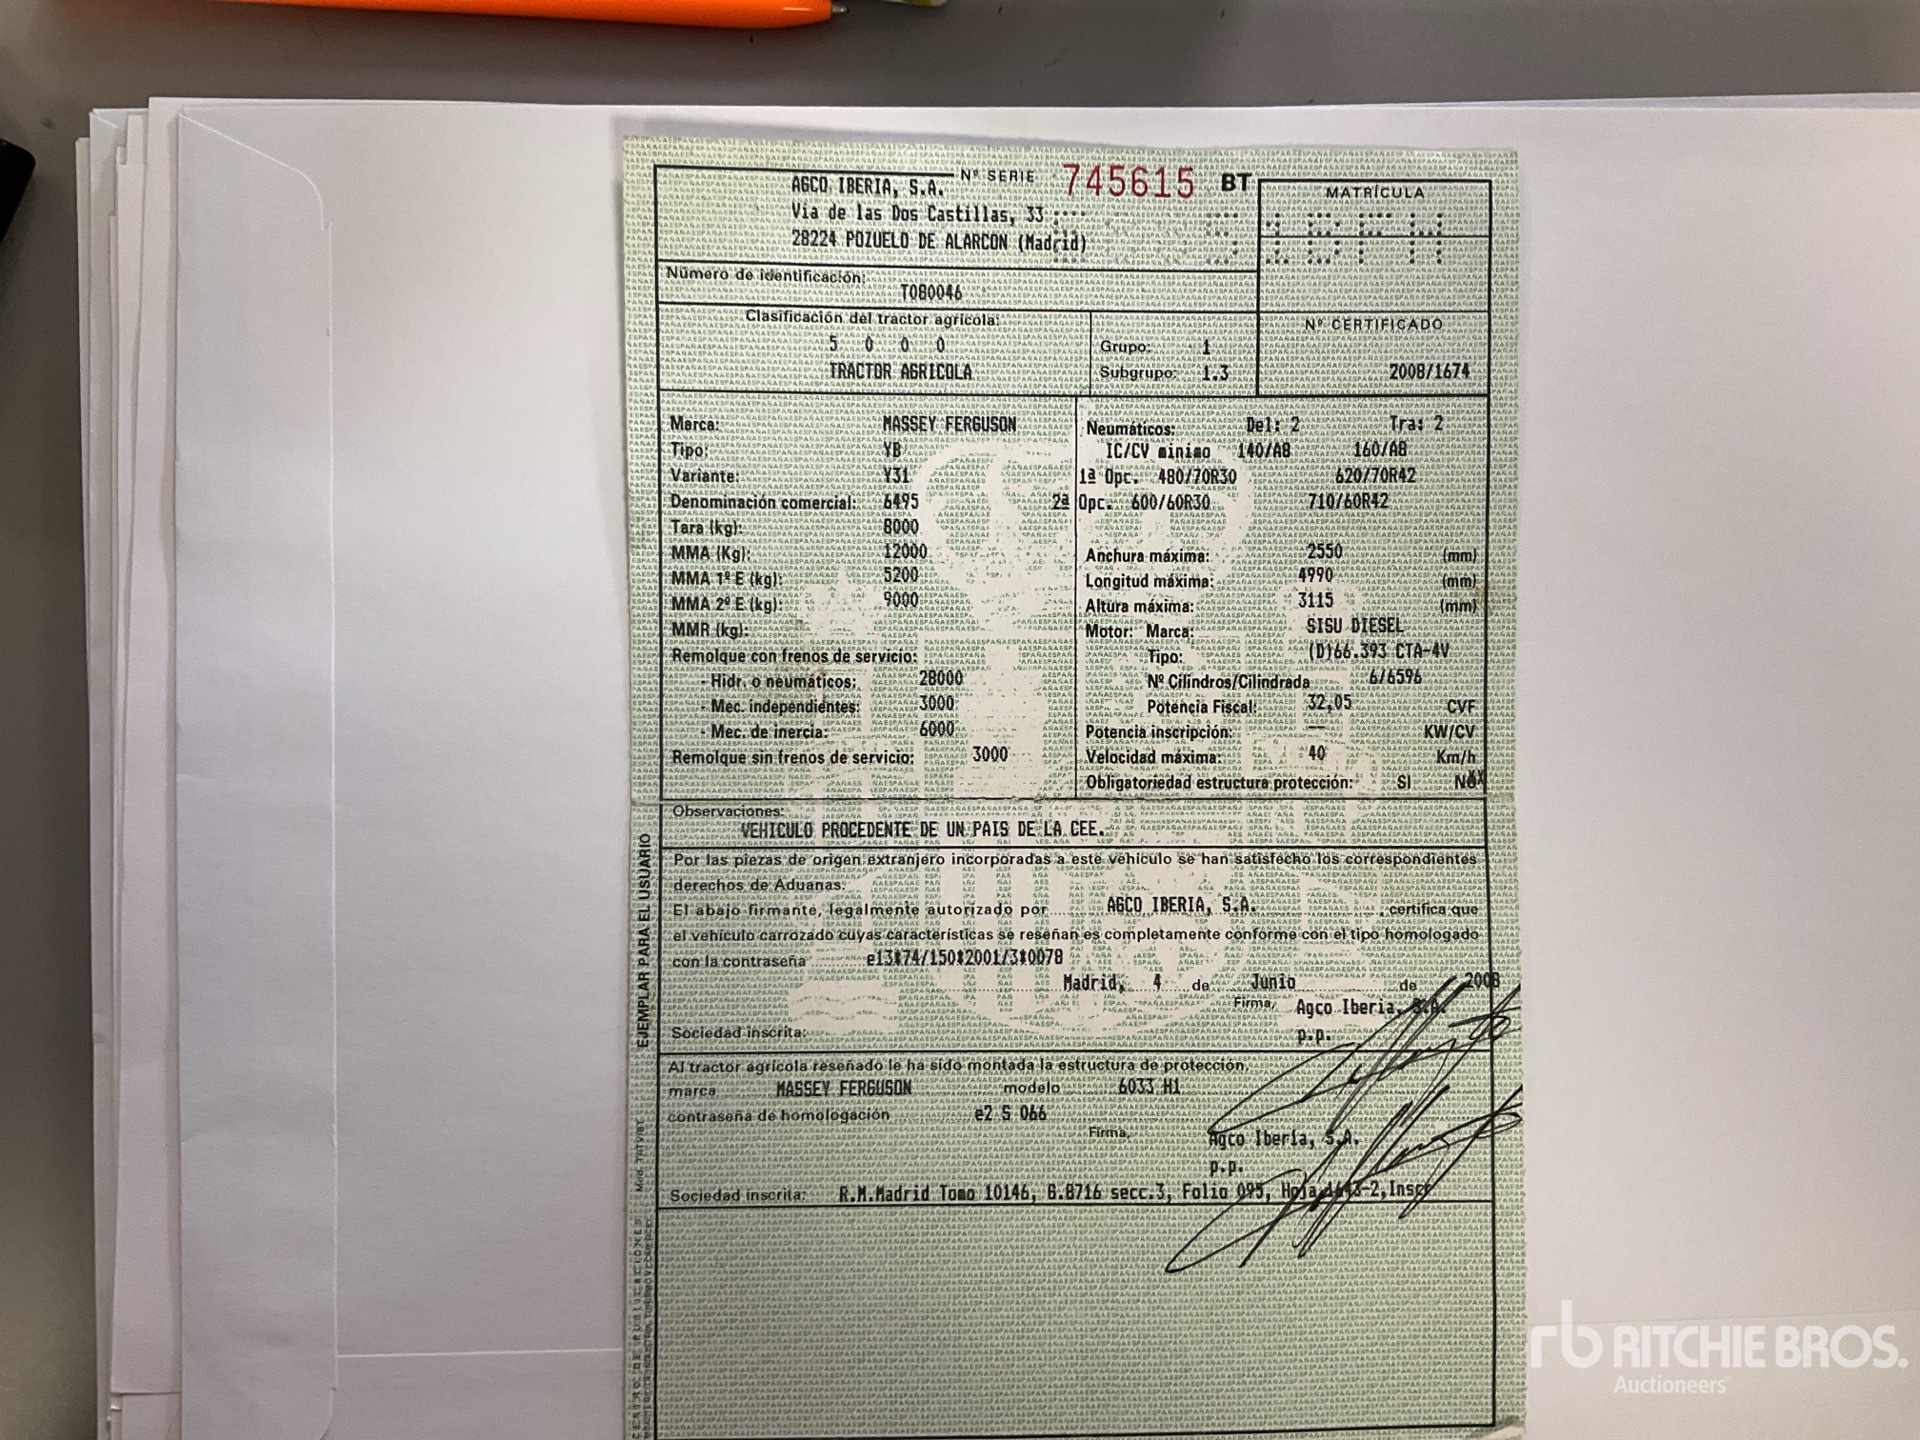 AGCO IBERIA, S.A.
Nº SERIE 745615 BT
MATRÍCULA
Via de las Dos Castillas, 33
28224 POZUELO DE ALARCON (Madrid)
Número de identificación:
T080046
Clasificación del tractor agrícola:
5 0 0 0
TRACTOR AGRICOLA
Grupo: 1
Subgrupo: 1.3
Nº CERTIFICADO
2008/1674
Marca: MASSEY FERGUSON
Tipo: YB
Variante: Y31
Denominación comercial: 6495
Tara (kg): 8000
MMA (Kg): 12000
MMA 1º E (kg): 5200
MMA 2º E (kg): 9000
MMR (kg):
Remolque con frenos de servicio:
- Hidr. o neumáticos: 28000
- Mec. independientes: 3000
- Mec. de inercia: 6000
Remolque sin frenos de servicio: 3000
Neumáticos: Del: 2 Tra: 2
IC/CV minimo 140/A8 160/A8
1ª Opc. 480/70R30 620/70R42
2ª Opc. 600/60R30 710/60R42
Anchura máxima: 2550 (mm)
Longitud máxima: 4990 (mm)
Altura máxima: 3115 (mm)
Motor: Marca: SISU DIESEL
Tipo: (D)66.393 CTA-4V
Nº Cilindros/Cilindrada 6/6596
Potencia Fiscal: 32,05 CVF
Potencia inscripción: — KW/CV
Velocidad máxima: 40 Km/h
Obligatoriedad estructura protección: SI
Observaciones:
VEHICULO PROCEDENTE DE UN PAIS DE LA CEE.
Por las piezas de origen extranjero incorporadas a este vehículo se han satisfecho los correspondientes
derechos de Aduanas.
El abajo firmante, legalmente autorizado por AGCO IBERIA, S.A. certifica que
el vehículo carrozado cuyas características se reseñan es completamente conforme con el tipo homologado
con la contraseña e13*74/150*2001/3*0078
Madrid, 4 de Junio de 2008
Firma, Agco Iberia, S.A.
p.p.
Sociedad inscrita:
Al tractor agrícola reseñado le ha sido montada la estructura de protección,
marca MASSEY FERGUSON modelo 6033 H1
contraseña de homologación e2 S 066
Firma, Agco Iberia, S.A.
p.p.
Sociedad inscrita: R.M.Madrid Tomo 10146, G.8716 secc.3, Folio 095, Hoja
EJEMPLAR PARA EL USUARIO
rb RITCHIE BROS.
Auctioneers